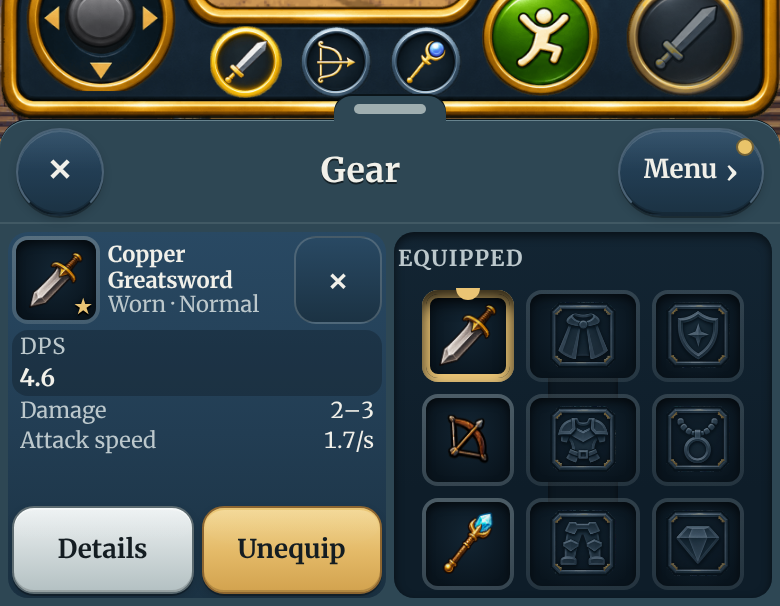 ×
Gear
Menu ›
Copper
Greatsword
Worn · Normal
×
DPS
4.6
Damage 2–3
Attack speed 1.7/s
Details
Unequip
EQUIPPED